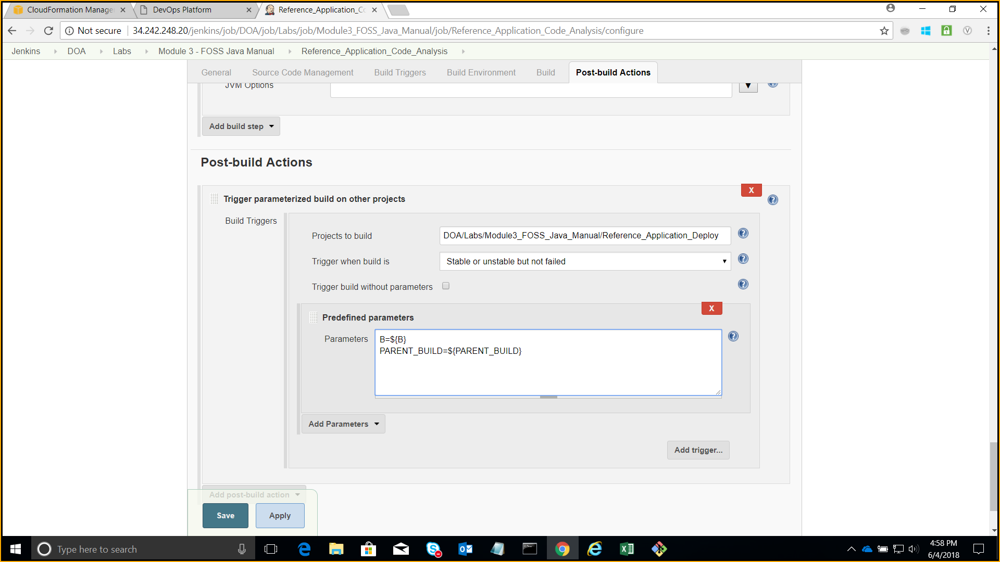 CloudFormation Manage
DevOps Platform
Reference_Application_Co
Not secure
34.242.248.20/jenkins/job/DOA/job/Labs/job/Module3_FOSS_Java_Manual/job/Reference_Application_Code_Analysis/configure
Jenkins
DOA
Labs
Module 3 - FOSS Java Manual
Reference_Application_Code_Analysis
General
Source Code Management
Build Triggers
Build Environment
Build
Post-build Actions
JVM Options
Add build step
Post-build Actions
X
Trigger parameterized build on other projects
Build Triggers
Projects to build
DOA/Labs/Module3_FOSS_Java_Manual/Reference_Application_Deploy
Trigger when build is
Stable or unstable but not failed
Trigger build without parameters
X
Predefined parameters
Parameters
B=${B}
PARENT_BUILD=${PARENT_BUILD}
Add Parameters
Add trigger...
Add post-build action
Save
Apply
Type here to search
4:58 PM
6/4/2018